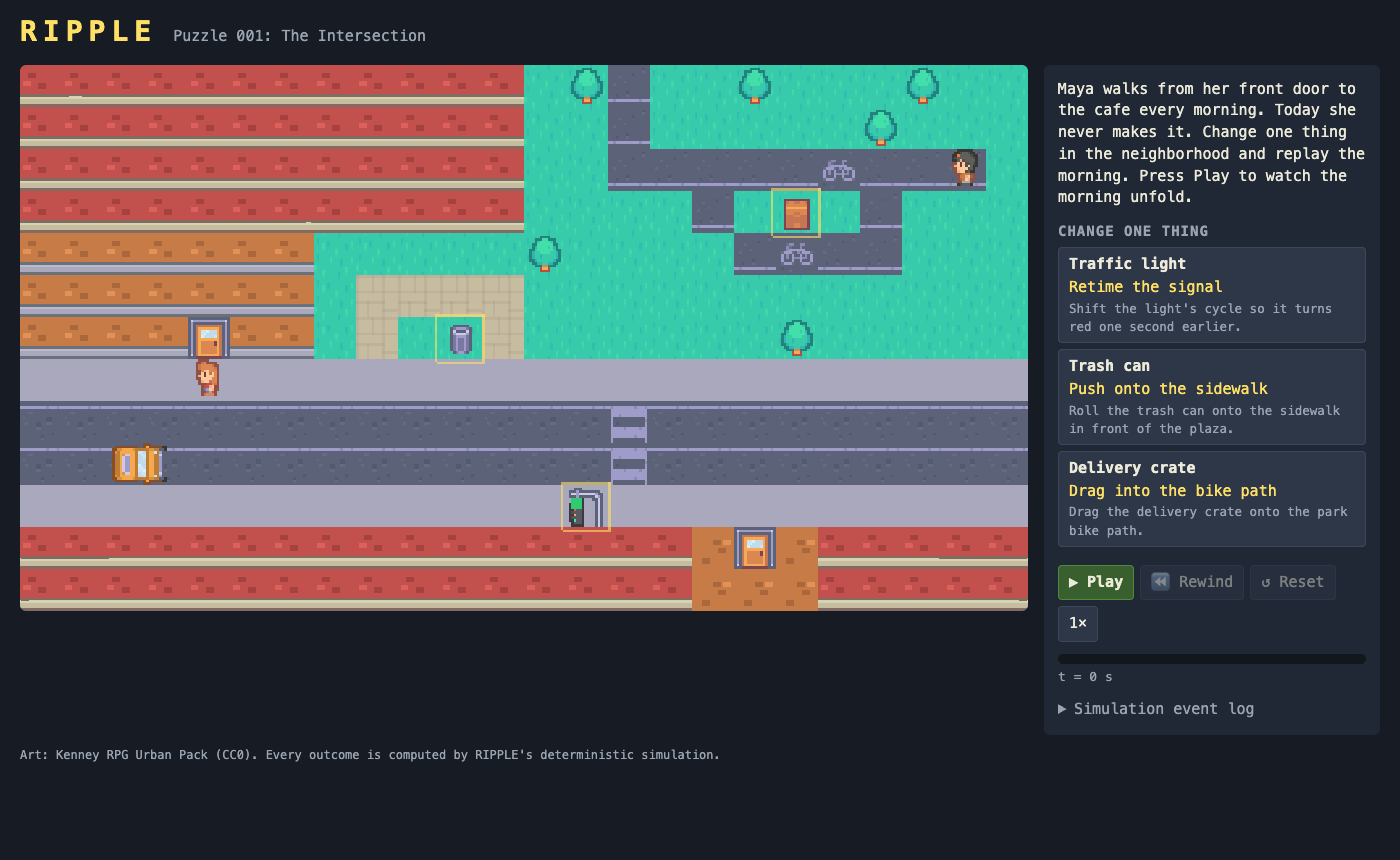 RIPPLE Puzzle 001: The Intersection
Maya walks from her front door to
the cafe every morning. Today she
never makes it. Change one thing
in the neighborhood and replay the
morning. Press Play to watch the
morning unfold.
CHANGE ONE THING
Traffic light
Retime the signal
Shift the light's cycle so it turns
red one second earlier.
Trash can
Push onto the sidewalk
Roll the trash can onto the sidewalk
in front of the plaza.
Delivery crate
Drag into the bike path
Drag the delivery crate onto the park
bike path.
▶ Play ⏪ Rewind ↺ Reset
1×
t = 0 s
▶ Simulation event log
Art: Kenney RPG Urban Pack (CC0). Every outcome is computed by RIPPLE's deterministic simulation.